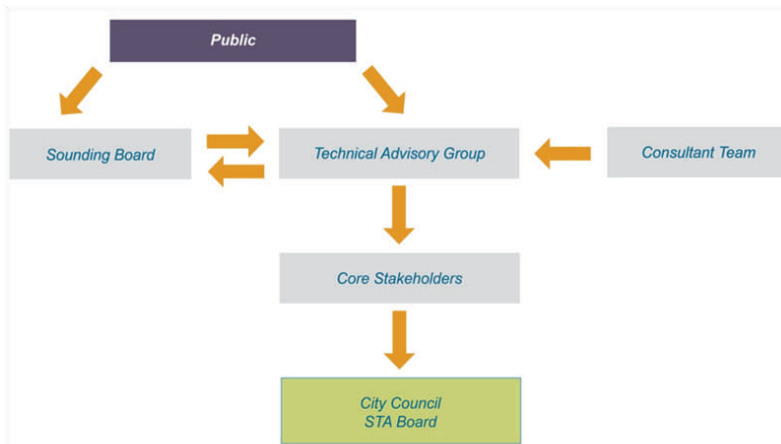 Public
Sounding Board
Technical Advisory Group
Consultant Team
Core Stakeholders
City Council
STA Board